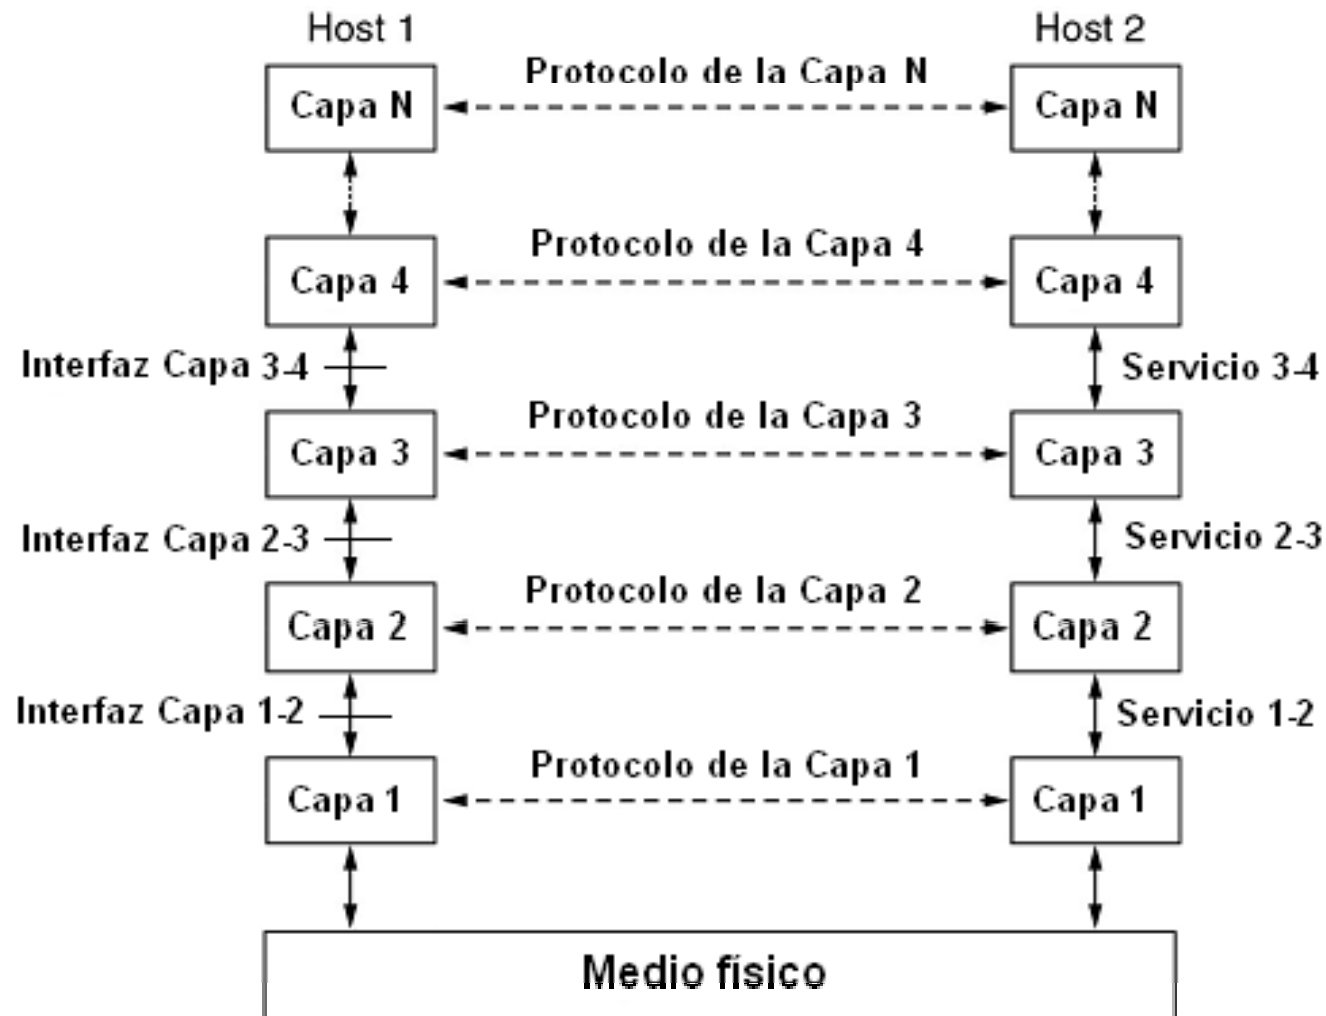 Host 1
Host 2
Protocolo de la Capa N
Capa N
Capa N
Protocolo de la Capa 4
Capa 4
Capa 4
Interfaz Capa 3-4
Servicio 3-4
Protocolo de la Capa 3
Capa 3
Capa 3
Interfaz Capa 2-3
Servicio 2-3
Protocolo de la Capa 2
Capa 2
Capa 2
Interfaz Capa 1-2
Servicio 1-2
Protocolo de la Capa 1
Capa 1
Capa 1
Medio físico